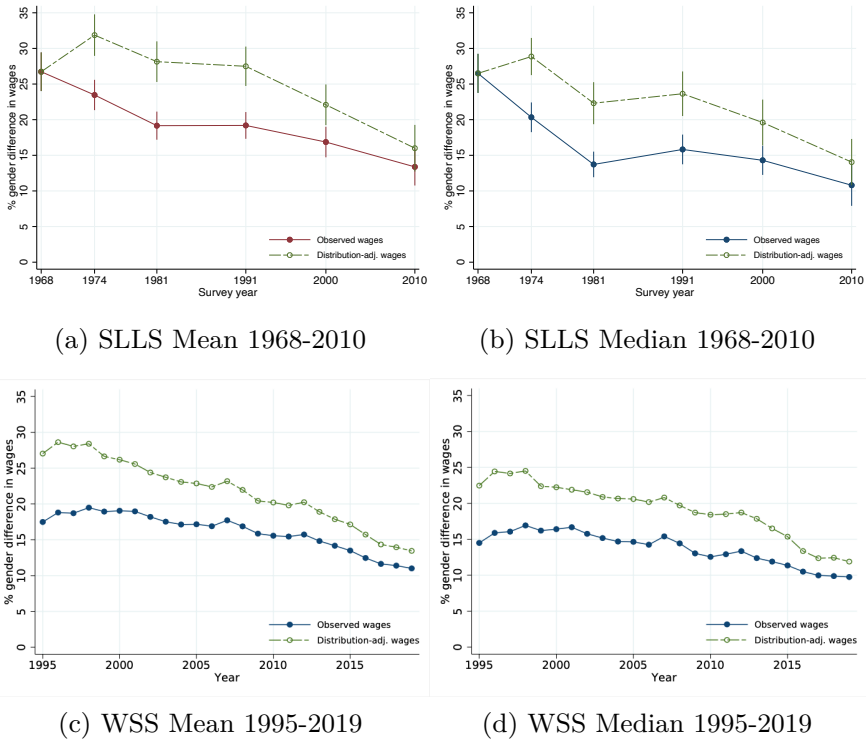 % gender difference in wages
35
30
25
20
15
10
5
0
Observed wages
Distribution-adj. wages
1968 1974 1981 1991 2000 2010
Survey year
(a) SLLS Mean 1968-2010
% gender difference in wages
35
30
25
20
15
10
5
0
Observed wages
Distribution-adj. wages
1968 1974 1981 1991 2000 2010
Survey year
(b) SLLS Median 1968-2010
% gender difference in wages
35
30
25
20
15
10
5
0
Observed wages
Distribution-adj. wages
1995 2000 2005 2010 2015
Year
(c) WSS Mean 1995-2019
% gender difference in wages
35
30
25
20
15
10
5
0
Observed wages
Distribution-adj. wages
1995 2000 2005 2010 2015
Year
(d) WSS Median 1995-2019